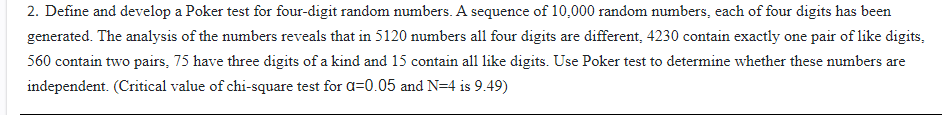 2. Define and develop a Poker test for four-digit random numbers. A sequence of 10,000 random numbers, each of four digits has been
generated. The analysis of the numbers reveals that in 5120 numbers all four digits are different, 4230 contain exactly one pair of like digits,
560 contain two pairs, 75 have three digits of a kind and 15 contain all like digits. Use Poker test to determine whether these numbers are
independent. (Critical value of chi-square test for α=0.05 and N=4 is 9.49)